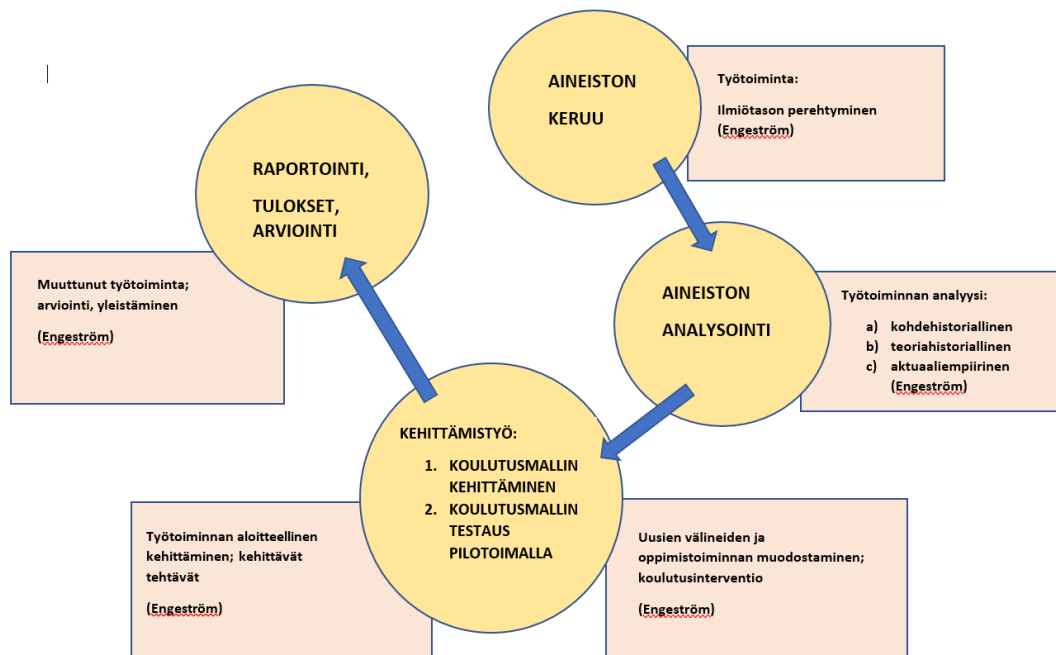 AINEISTON
KERUU
Työtoiminta:
Ilmiötason perehtyminen
(Engeström)
AINEISTON
ANALYSOINTI
Työtoiminnan analyysi:
a) kohdehistoriallinen
b) teoriahistoriallinen
c) aktuaaliempiirinen
(Engeström)
KEHITTÄMISTYÖ:
1. KOULUTUSMALLIN
KEHITTÄMINEN
2. KOULUTUSMALLIN
TESTAUS
PILOTOIMALLA
Uusien välineiden ja
oppimistoiminnan muodostaminen;
koulutusinterventio
(Engeström)
Työtoiminnan aloitteellinen
kehittäminen; kehittävät
tehtävät
(Engeström)
RAPORTOINTI,
TULOKSET,
ARVIOINTI
Muuttunut työtoiminta;
arviointi, yleistäminen
(Engeström)